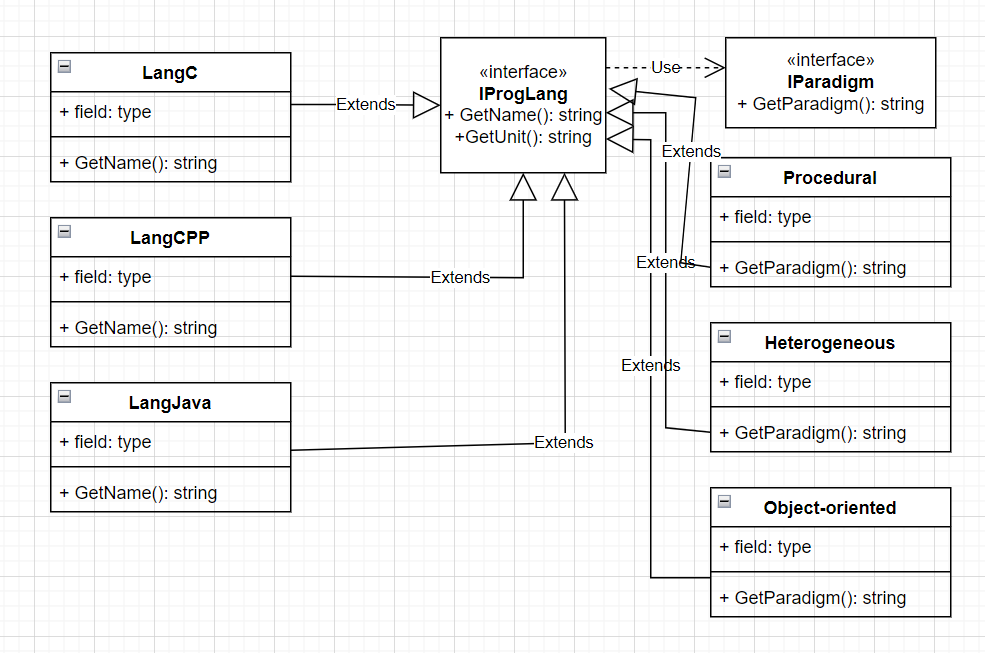 LangC
+ field: type
+ GetName(): string
Extends
«interface»
IProgLang
+ GetName(): string
+GetUnit(): string
Use
«interface»
IParadigm
+ GetParadigm(): string
LangCPP
+ field: type
+ GetName(): string
Extends
LangJava
+ field: type
+ GetName(): string
Extends
Extends
Procedural
+ field: type
+ GetParadigm(): string
Extends
Heterogeneous
+ field: type
+ GetParadigm(): string
Extends
Object-oriented
+ field: type
+ GetParadigm(): string